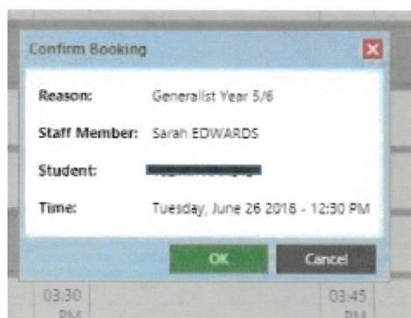 Confirm Booking
Reason: Generalist Year 5/6
Staff Member: Sarah EDWARDS
Student:
Time: Tuesday, June 26 2018 - 12:30 PM
OK Cancel
03:30 03:45
PM PM